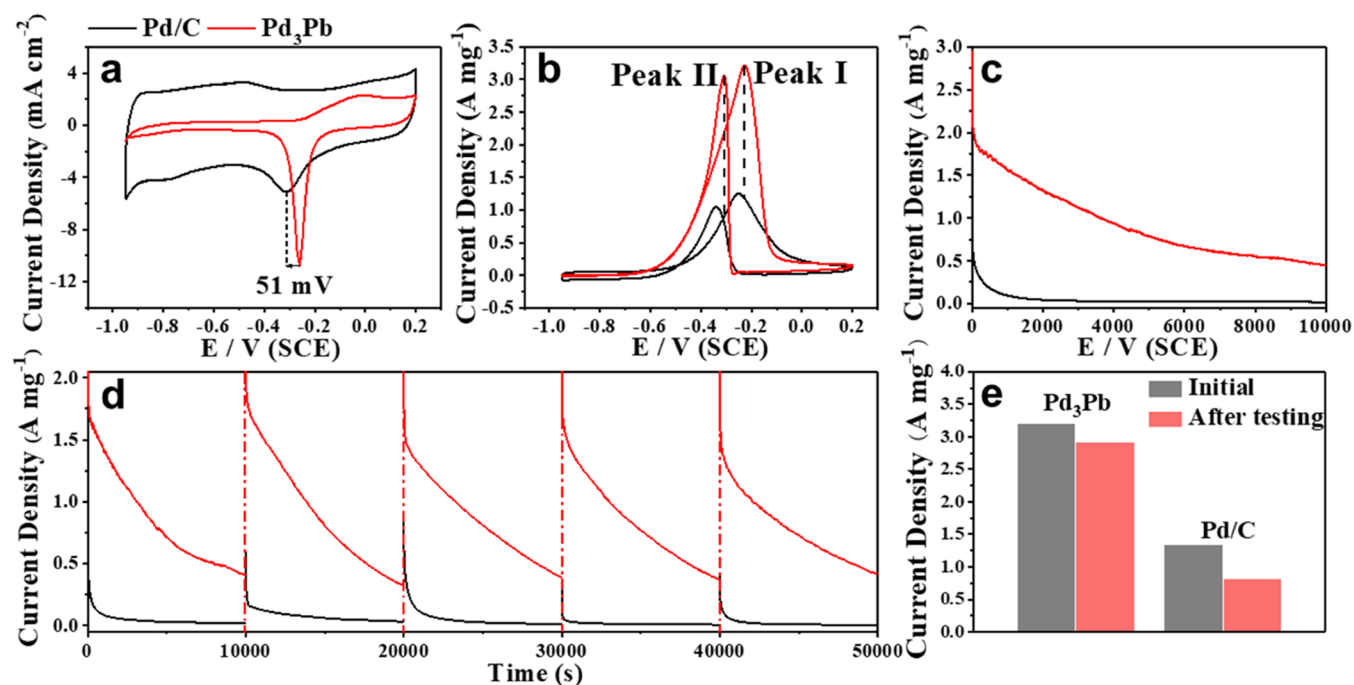 Pd/C Pd₃Pb
a
Current Density (mA cm⁻²)
4
0
-4
-8
-12
51 mV
-1.0 -0.8 -0.6 -0.4 -0.2 0.0 0.2
E / V (SCE)
b
Peak II Peak I
Current Density (A mg⁻¹)
3.5
3.0
2.5
2.0
1.5
1.0
0.5
0.0
-0.5
-1.0 -0.8 -0.6 -0.4 -0.2 0.0 0.2
E / V (SCE)
c
Current Density (A mg⁻¹)
3.0
2.5
2.0
1.5
1.0
0.5
0.0
0 2000 4000 6000 8000 10000
E / V (SCE)
d
Current Density (A mg⁻¹)
2.0
1.5
1.0
0.5
0.0
0 10000 20000 30000 40000 50000
Time (s)
e
Current Density (A mg⁻¹)
4.0
3.5
3.0
2.5
2.0
1.5
1.0
0.5
0.0
Initial
After testing
Pd₃Pb
Pd/C